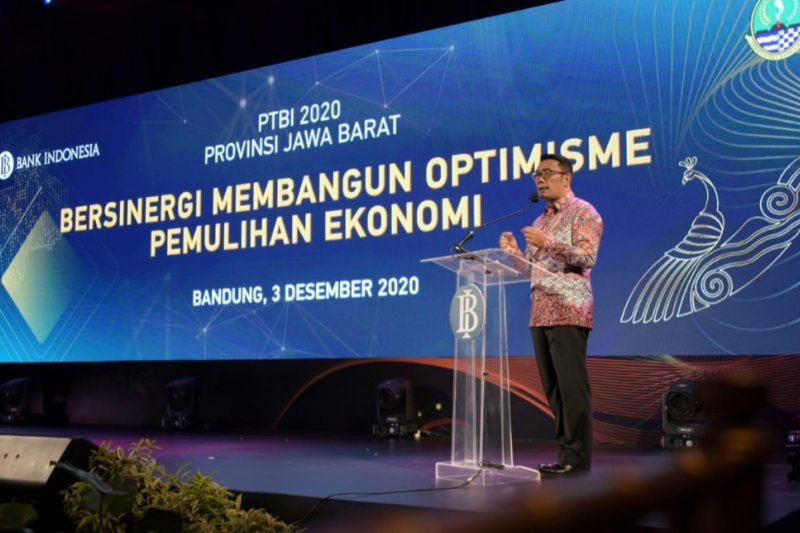 PTBI 2020
PROVINSI JAWA BARAT
BANK INDONESIA
BERSINERGI MEMBANGUN OPTIMISME
PEMULIHAN EKONOMI
BANDUNG, 3 DESEMBER 2020